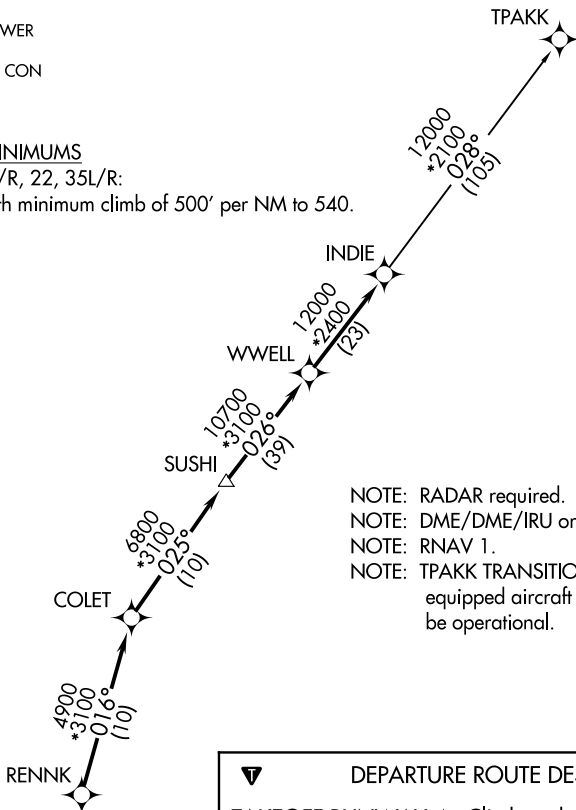 TPAKK
WER
CON
12000
*2100
028°
(105)
NIMUMS
/R, 22, 35L/R:
th minimum climb of 500' per NM to 540.
INDIE
12000
*2400
(23)
WWELL
10700
*3100
026°
(39)
SUSHI
NOTE: RADAR required.
NOTE: DME/DME/IRU or
NOTE: RNAV 1.
NOTE: TPAKK TRANSITIO
equipped aircraft
be operational.
6800
*3100
025°
(10)
COLET
4900
*3100
016°
(10)
RENNK
T DEPARTURE ROUTE DE